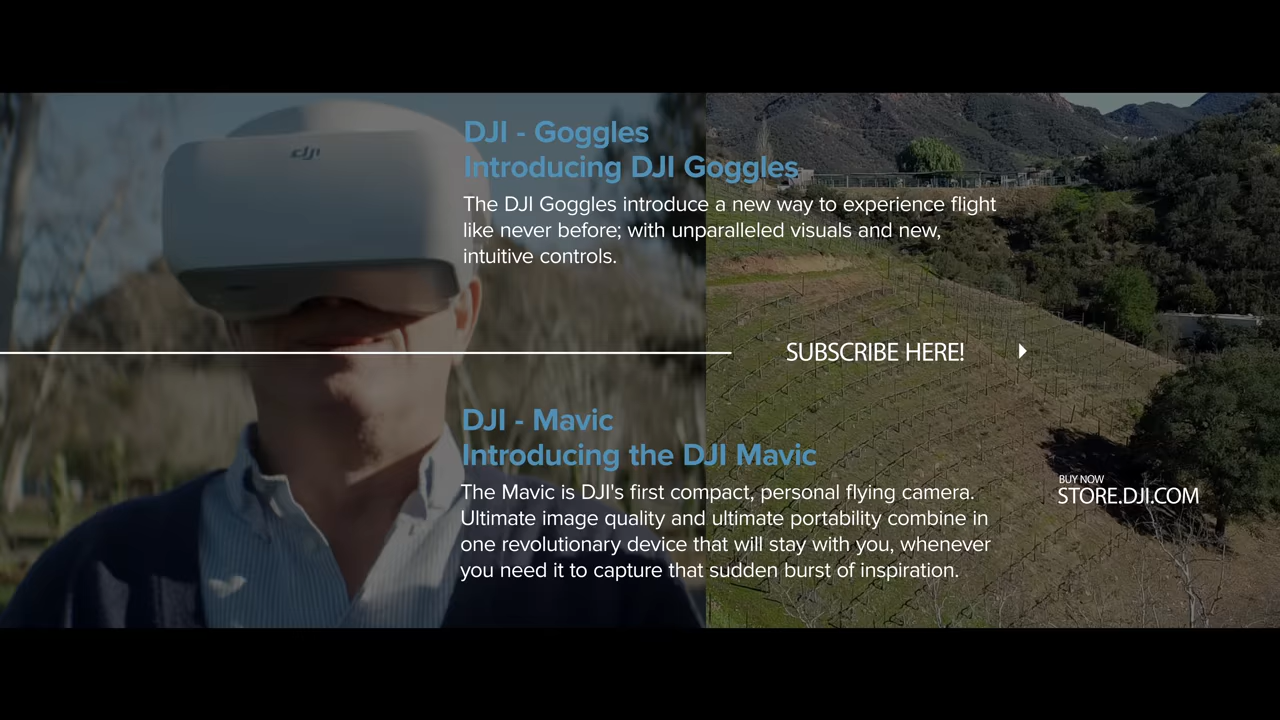 dji
DJI - Goggles
Introducing DJI Goggles
The DJI Goggles introduce a new way to experience flight
like never before; with unparalleled visuals and new,
intuitive controls.
SUBSCRIBE HERE!
DJI - Mavic
Introducing the DJI Mavic
The Mavic is DJI's first compact, personal flying camera.
Ultimate image quality and ultimate portability combine in
one revolutionary device that will stay with you, whenever
you need it to capture that sudden burst of inspiration.
BUY NOW
STORE.DJI.COM